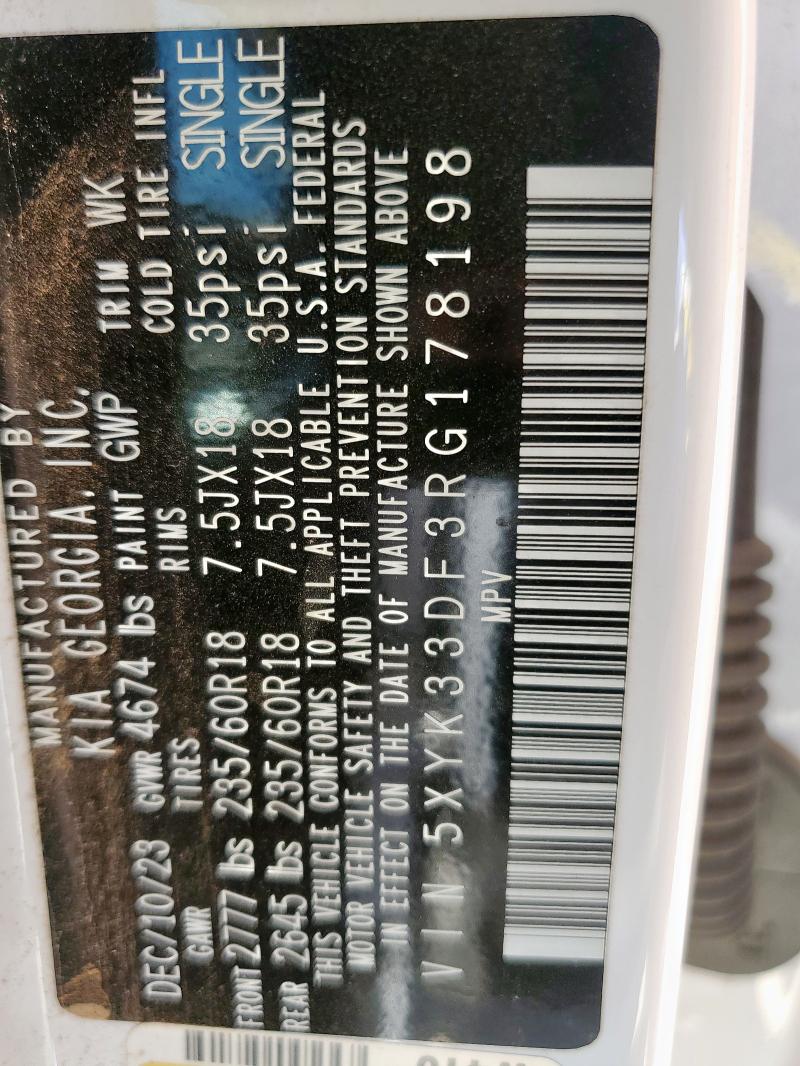 MANUFACTURED BY
KIA GEORGIA. INC.
DEC/10/23 GVWR 4674 lbs PAINT GWP TRIM WK
GAWR TIRES RIMS COLD TIRE INFL
FRONT 2777 lbs 235/60R18 7.5JX18 35psi SINGLE
REAR 2645 lbs 235/60R18 7.5JX18 35psi SINGLE
THIS VEHICLE CONFORMS TO ALL APPLICABLE U.S.A. FEDERAL
MOTOR VEHICLE SAFETY AND THEFT PREVENTION STANDARDS
IN EFFECT ON THE DATE OF MANUFACTURE SHOWN ABOVE
VIN 5XYK33DF3RG178198
MPV